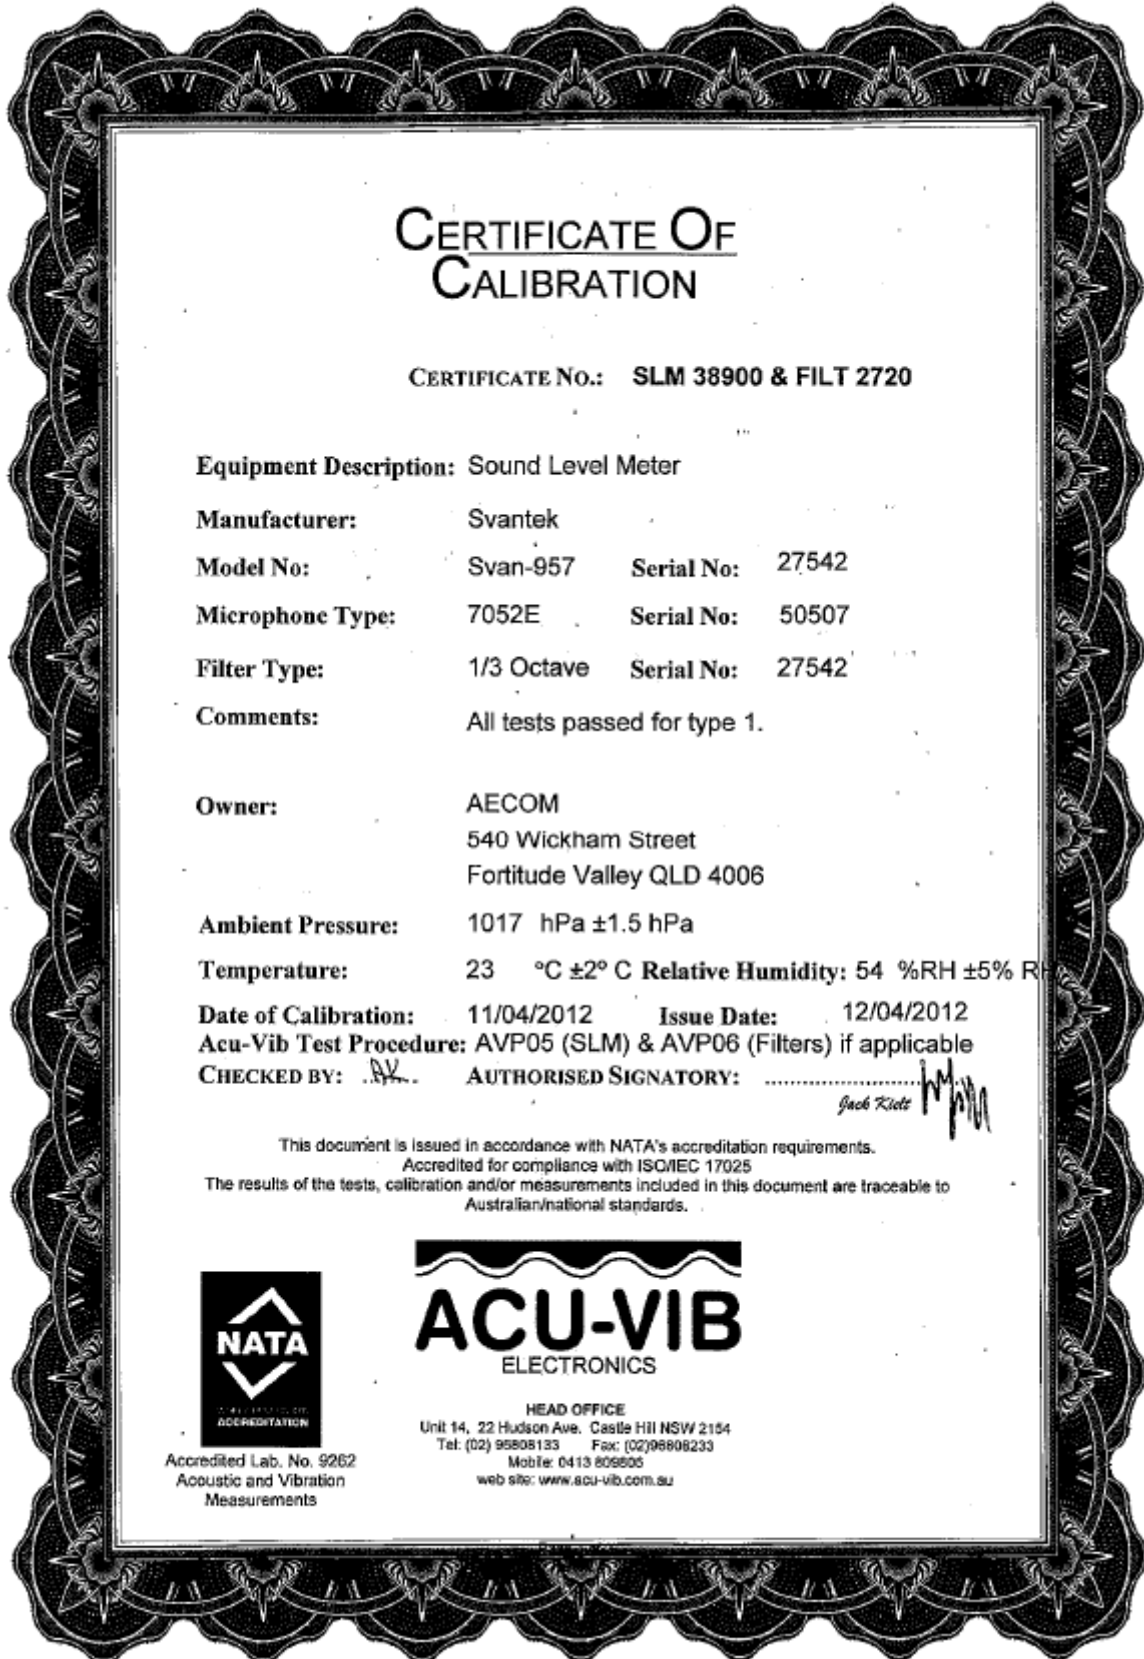 CERTIFICATE OF
CALIBRATION
CERTIFICATE NO.: SLM 38900 & FILT 2720
Equipment Description: Sound Level Meter
Manufacturer: Svantek
Model No: Svan-957 Serial No: 27542
Microphone Type: 7052E Serial No: 50507
Filter Type: 1/3 Octave Serial No: 27542
Comments: All tests passed for type 1.
Owner: AECOM
540 Wickham Street
Fortitude Valley QLD 4006
Ambient Pressure: 1017 hPa ±1.5 hPa
Temperature: 23 °C ±2° C Relative Humidity: 54 %RH ±5% RH
Date of Calibration: 11/04/2012 Issue Date: 12/04/2012
Acu-Vib Test Procedure: AVP05 (SLM) & AVP06 (Filters) if applicable
CHECKED BY: AK AUTHORISED SIGNATORY:
Jack Kielt
This document is issued in accordance with NATA's accreditation requirements.
Accredited for compliance with ISO/IEC 17025
The results of the tests, calibration and/or measurements included in this document are traceable to
Australian/national standards.
NATA
ACCREDITATION
Accredited Lab. No. 9262
Acoustic and Vibration
Measurements
ACU-VIB
ELECTRONICS
HEAD OFFICE
Unit 14, 22 Hudson Ave. Castle Hill NSW 2154
Tel: (02) 96808133 Fax: (02)96808233
Mobile: 0413 809806
web site: www.acu-vib.com.au